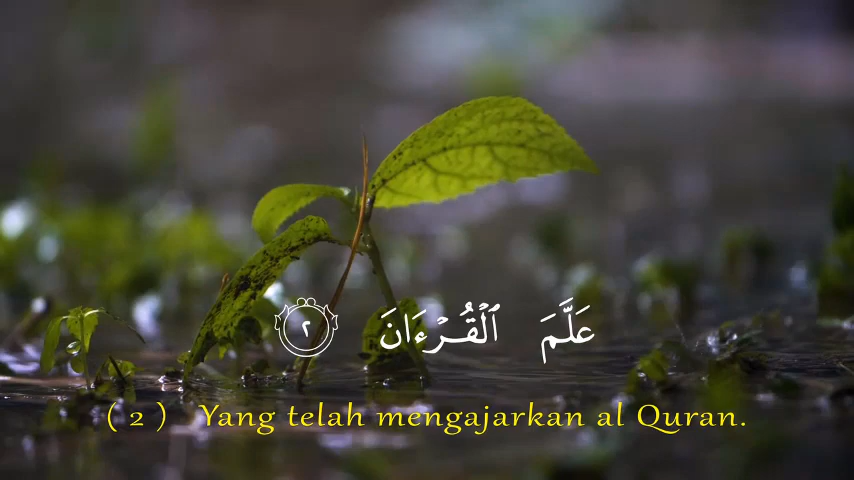 عَلَّمَ ٱلْقُرْءَانَ ٢
( 2 ) Yang telah mengajarkan al Quran.